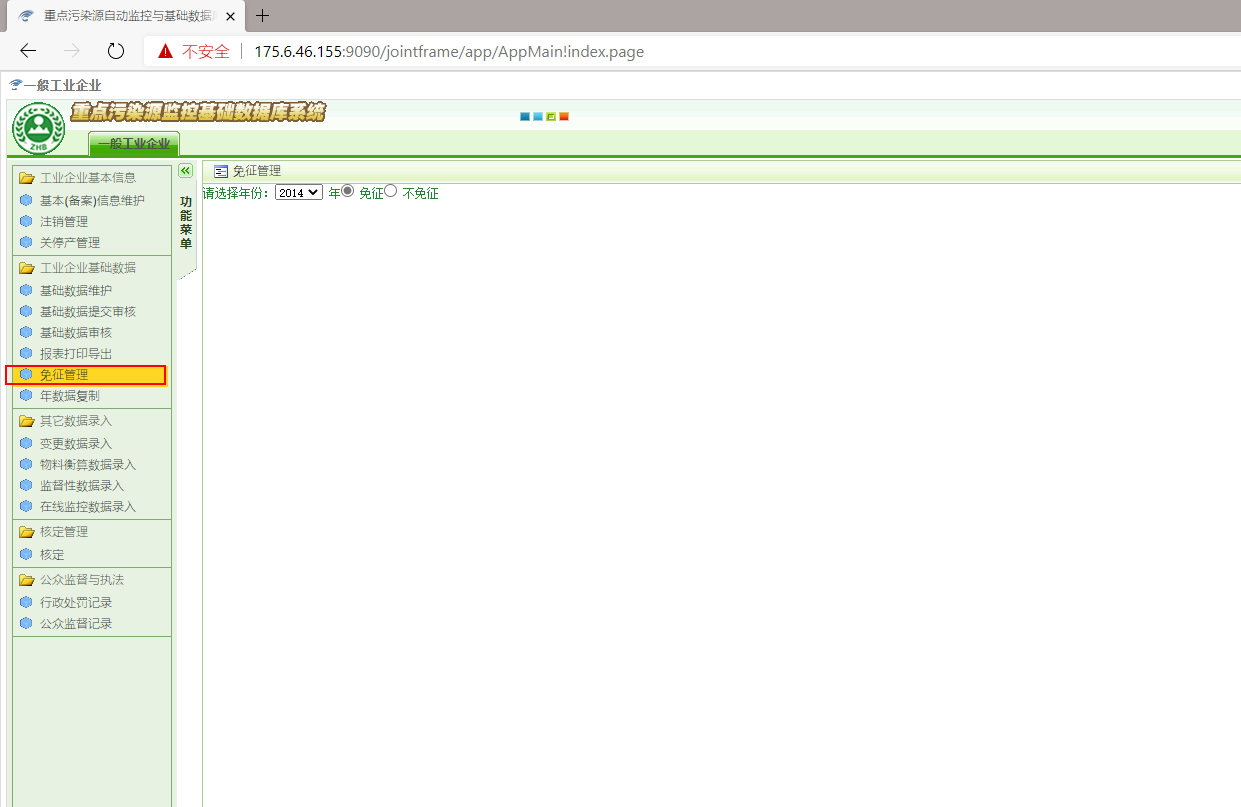 重点污染源自动监控与基础数据库
不安全 175.6.46.155:9090/jointframe/app/AppMain!index.page
一般工业企业
重点污染源监控基础数据库系统
ZHB
一般工业企业
工业企业基本信息
基本(备案)信息维护
注销管理
关停产管理
工业企业基础数据
基础数据维护
基础数据提交审核
基础数据审核
报表打印导出
免征管理
年数据复制
其它数据录入
变更数据录入
物料衡算数据录入
监督性数据录入
在线监控数据录入
核定管理
核定
公众监督与执法
行政处罚记录
公众监督记录
功能菜单
免征管理
请选择年份: 2014 年 免征 不免征